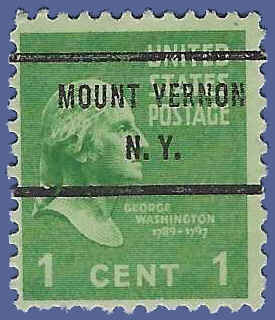 UNITED
STATES
POSTAGE
MOUNT VERNON
N. Y.
GEORGE
WASHINGTON
1789-1797
1 CENT 1